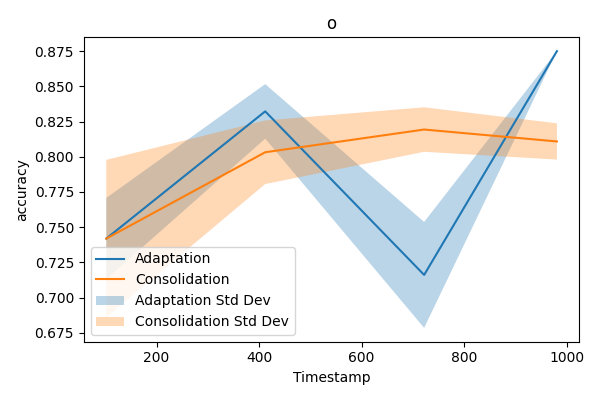 o
accuracy
0.875
0.850
0.825
0.800
0.775
0.750
0.725
0.700
0.675
Adaptation
Consolidation
Adaptation Std Dev
Consolidation Std Dev
200
400
600
800
1000
Timestamp